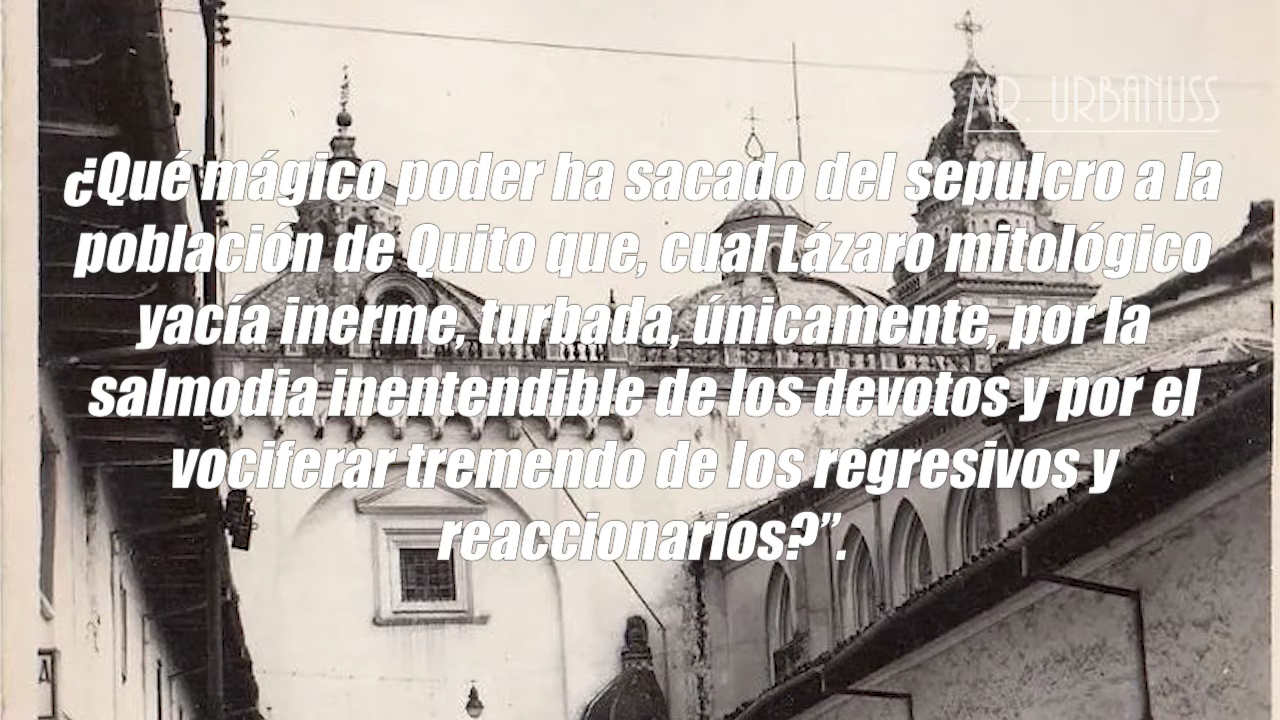 MR. URBANUSS
¿Qué mágico poder ha sacado del sepulcro a la
población de Quito que, cual Lázaro mitológico
yacía inerme, turbada, únicamente, por la
salmodia inentendible de los devotos y por el
vociferar tremendo de los regresivos y
reaccionarios?”.
A